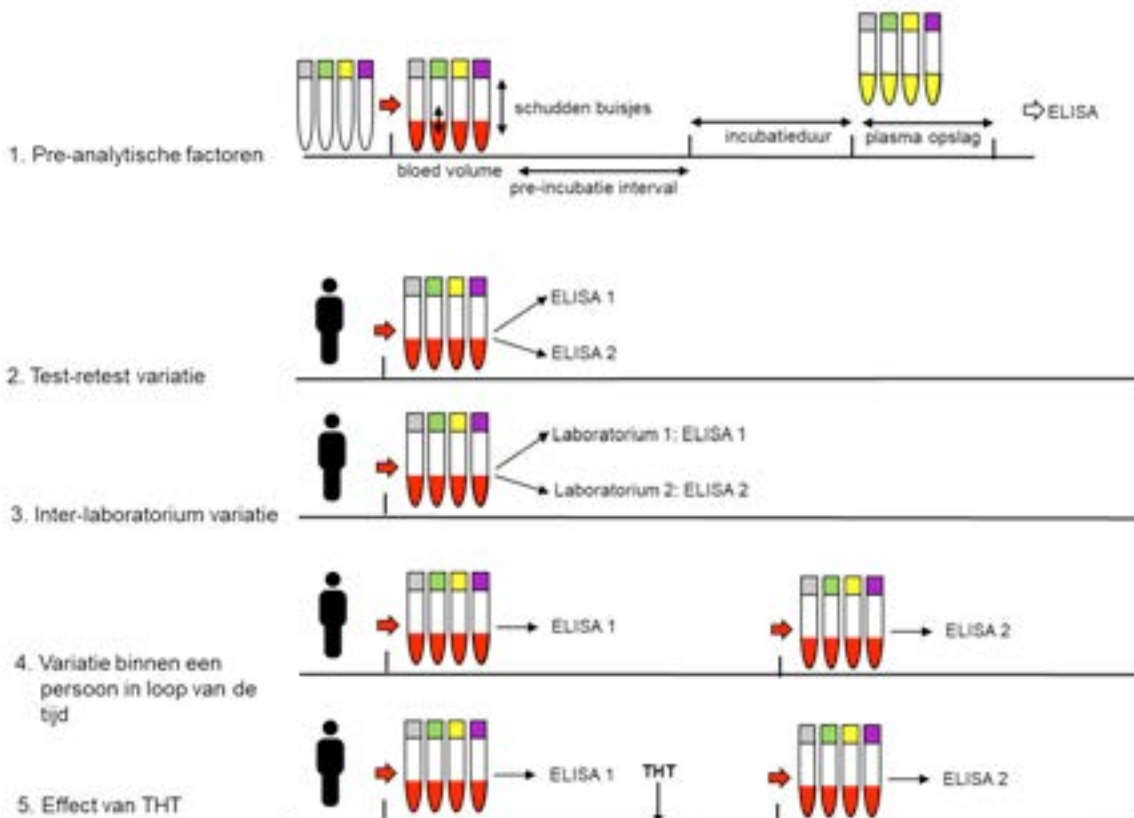 schudden buisjes
ELISA
incubatieduur
plasma opslag
1. Pre-analytische factoren
bloed volume
pre-incubatie interval
ELISA 1
ELISA 2
2. Test-retest variatie
Laboratorium 1: ELISA 1
Laboratorium 2: ELISA 2
3. Inter-laboratorium variatie
ELISA 1
ELISA 2
4. Variatie binnen een
persoon in loop van de
tijd
ELISA 1
THT
ELISA 2
5. Effect van THT